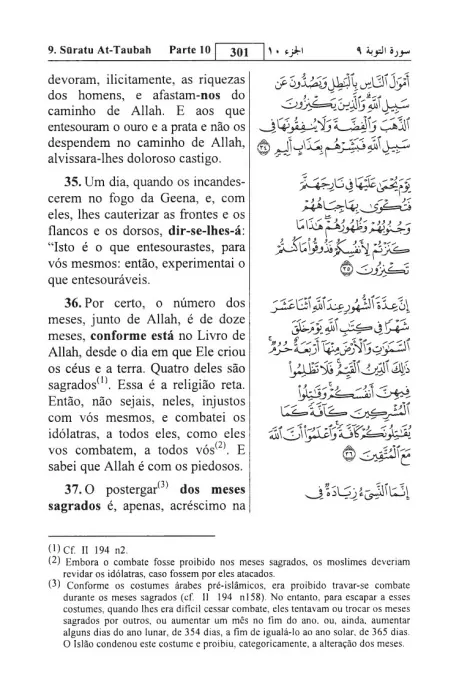 9. Sūratu At-Taubah Parte 10 301 الجزء ١٠ سورة التوبة ٩
devoram, ilicitamente, as riquezas
dos homens, e afastam-nos do
caminho de Allah. E aos que
entesouram o ouro e a prata e não os
despendem no caminho de Allah,
alvissara-lhes doloroso castigo.
35. Um dia, quando os incandes-
cerem no fogo da Geena, e, com
eles, lhes cauterizar as frontes e os
flancos e os dorsos, dir-se-lhes-á:
“Isto é o que entesourastes, para
vós mesmos: então, experimentai o
que entesouráveis.
36. Por certo, o número dos
meses, junto de Allah, é de doze
meses, conforme está no Livro de
Allah, desde o dia em que Ele criou
os céus e a terra. Quatro deles são
sagrados(1). Essa é a religião reta.
Então, não sejais, neles, injustos
com vós mesmos, e combatei os
idólatras, a todos eles, como eles
vos combatem, a todos vós(2). E
sabei que Allah é com os piedosos.
37. O postergar(3) dos meses
sagrados é, apenas, acréscimo na
أَمْوَٰلَ ٱلنَّاسِ بِٱلْبَٰطِلِ وَيَصُدُّونَ عَن
سَبِيلِ ٱللَّهِ ۗ وَٱلَّذِينَ يَكْنِزُونَ
ٱلذَّهَبَ وَٱلْفِضَّةَ وَلَا يُنفِقُونَهَا فِى
سَبِيلِ ٱللَّهِ فَبَشِّرْهُم بِعَذَابٍ أَلِيمٍ ٣٤
يَوْمَ يُحْمَىٰ عَلَيْهَا فِى نَارِ جَهَنَّمَ
فَتُكْوَىٰ بِهَا جِبَاهُهُمْ
وَجُنُوبُهُمْ وَظُهُورُهُمْ ۖ هَٰذَا مَا
كَنَزْتُمْ لِأَنفُسِكُمْ فَذُوقُوا۟ مَا كُنتُمْ
تَكْنِزُونَ ٣٥
إِنَّ عِدَّةَ ٱلشُّهُورِ عِندَ ٱللَّهِ ٱثْنَا عَشَرَ
شَهْرًا فِى كِتَٰبِ ٱللَّهِ يَوْمَ خَلَقَ
ٱلسَّمَٰوَٰتِ وَٱلْأَرْضَ مِنْهَآ أَرْبَعَةٌ حُرُمٌ ۚ
ذَٰلِكَ ٱلدِّينُ ٱلْقَيِّمُ ۚ فَلَا تَظْلِمُوا۟
فِيهِنَّ أَنفُسَكُمْ ۚ وَقَٰتِلُوا۟
ٱلْمُشْرِكِينَ كَآفَّةً كَمَا
يُقَٰتِلُونَكُمْ كَآفَّةً ۚ وَٱعْلَمُوٓا۟ أَنَّ ٱللَّهَ
مَعَ ٱلْمُتَّقِينَ ٣٦
إِنَّمَا ٱلنَّسِىٓءُ زِيَادَةٌ فِى
(1) Cf. II 194 n2.
(2) Embora o combate fosse proibido nos meses sagrados, os moslimes deveriam
revidar os idólatras, caso fossem por eles atacados.
(3) Conforme os costumes árabes pré-islâmicos, era proibido travar-se combate
durante os meses sagrados (cf. II 194 n158). No entanto, para escapar a esses
costumes, quando lhes era difícil cessar combate, eles tentavam ou trocar os meses
sagrados por outros, ou aumentar um mês no fim do ano, ou, ainda, aumentar
alguns dias do ano lunar, de 354 dias, a fim de igualá-lo ao ano solar, de 365 dias.
O Islão condenou este costume e proibiu, categoricamente, a alteração dos meses.